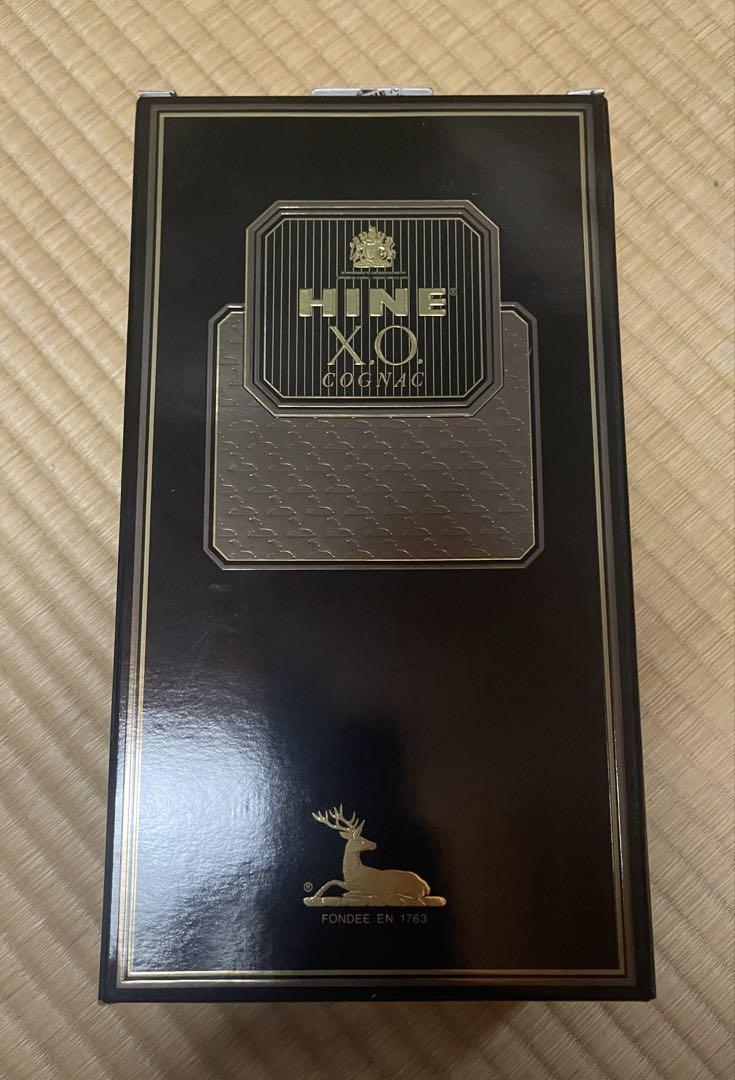 HINE®
X.O.
COGNAC
®
FONDEE EN 1763